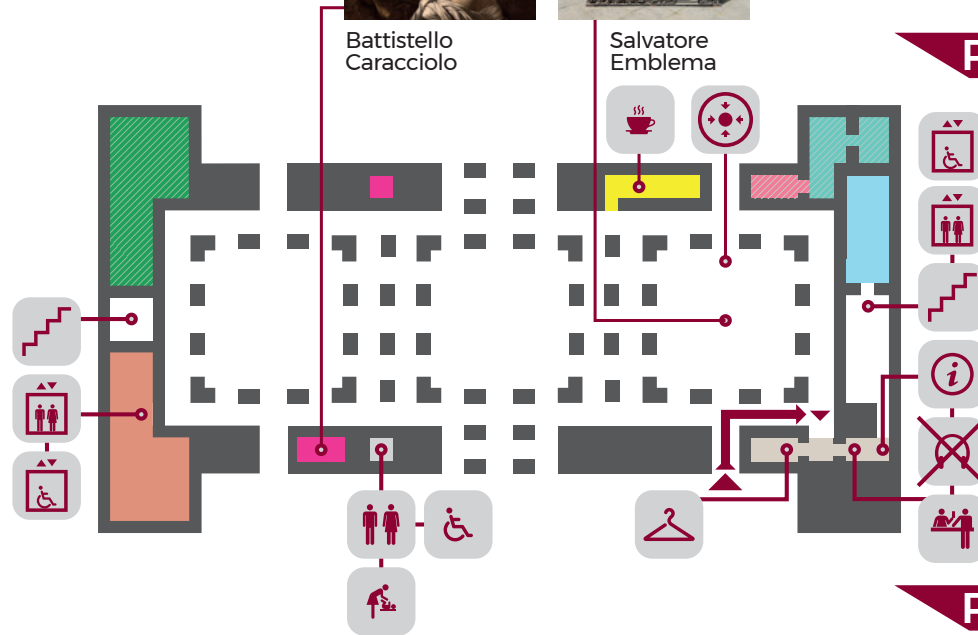 Battistello
Caracciolo
Salvatore
Emblema
P
i
P